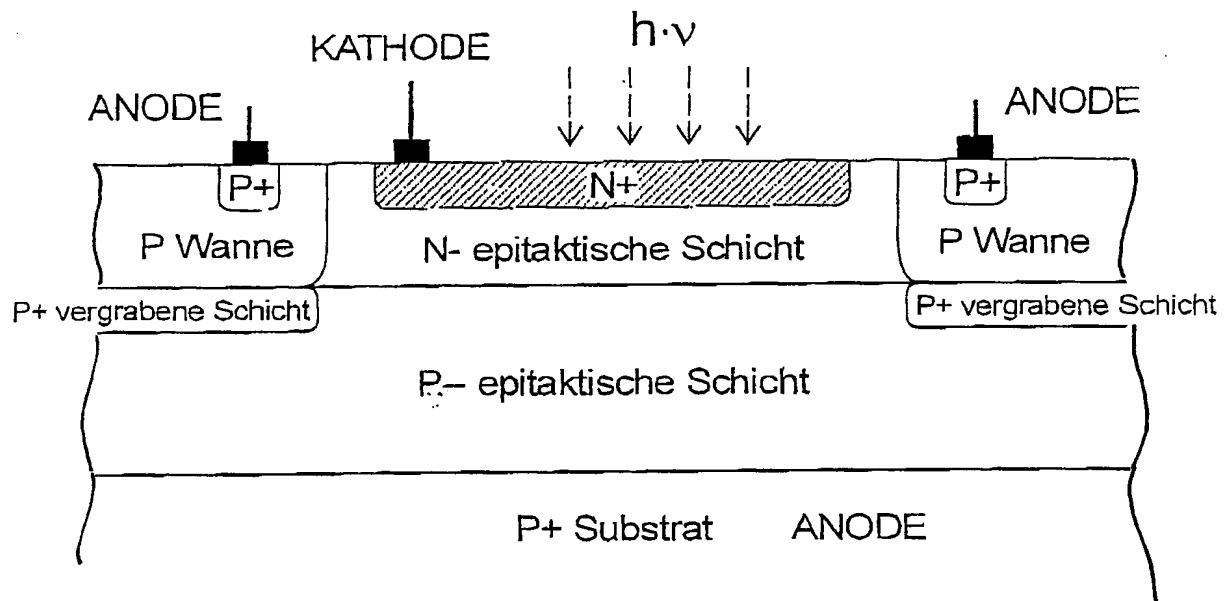 h·ν
KATHODE
ANODE
ANODE
P+
N+
P+
P Wanne
N- epitaktische Schicht
P Wanne
P+ vergrabene Schicht
P+ vergrabene Schicht
P– epitaktische Schicht
P+ Substrat
ANODE